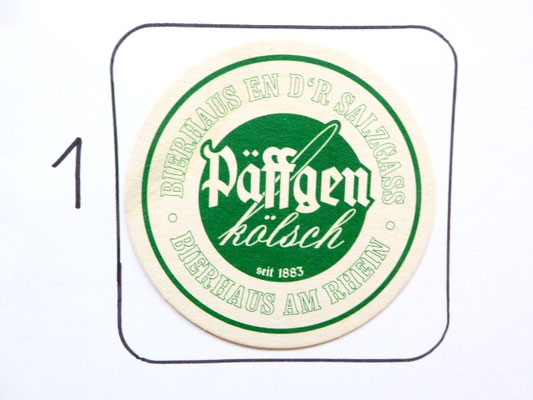 1
BIERHAUS EN D'R SALZGASS
Päffgen
kölsch
seit 1883
· BIERHAUS AM RHEIN ·